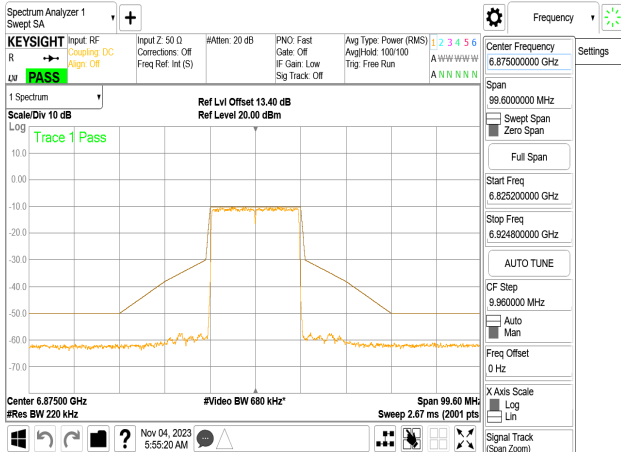 Spectrum Analyzer 1
Swept SA
Frequency
KEYSIGHT
R
LXI
PASS
Input: RF
Coupling: DC
Align: Off
Input Z: 50 Ω
Corrections: Off
Freq Ref: Int (S)
#Atten: 20 dB
PNO: Fast
Gate: Off
IF Gain: Low
Sig Track: Off
Avg Type: Power (RMS)
Avg|Hold: 100/100
Trig: Free Run
1 2 3 4 5 6
A W W W W W
A N N N N N
1 Spectrum
Scale/Div 10 dB
Ref Lvl Offset 13.40 dB
Ref Level 20.00 dBm
Log
Trace 1 Pass
10.0
0.00
-10.0
-20.0
-30.0
-40.0
-50.0
-60.0
-70.0
Center 6.87500 GHz
#Res BW 220 kHz
#Video BW 680 kHz*
Span 99.60 MHz
Sweep 2.67 ms (2001 pts
Nov 04, 2023
5:55:20 AM
Center Frequency
6.875000000 GHz
Settings
Span
99.6000000 MHz
Swept Span
Zero Span
Full Span
Start Freq
6.825200000 GHz
Stop Freq
6.924800000 GHz
AUTO TUNE
CF Step
9.960000 MHz
Auto
Man
Freq Offset
0 Hz
X Axis Scale
Log
Lin
Signal Track
(Span Zoom)